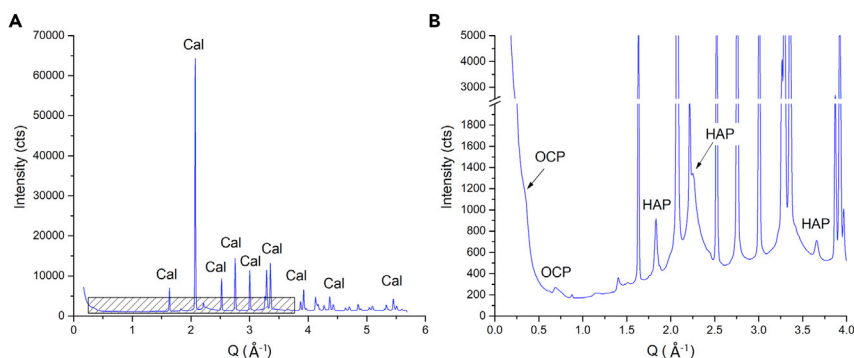 A
70000
60000
50000
40000
30000
20000
10000
0
Intensity (cts)
Cal
Cal
Cal
Cal
Cal
Cal
Cal
Cal
Cal
0 1 2 3 4 5 6
Q (Å⁻¹)
B
5000
4000
3000
2000
1800
1600
1400
1200
1000
800
600
400
200
0
Intensity (cts)
OCP
OCP
HAP
HAP
HAP
0.0 0.5 1.0 1.5 2.0 2.5 3.0 3.5 4.0
Q (Å⁻¹)